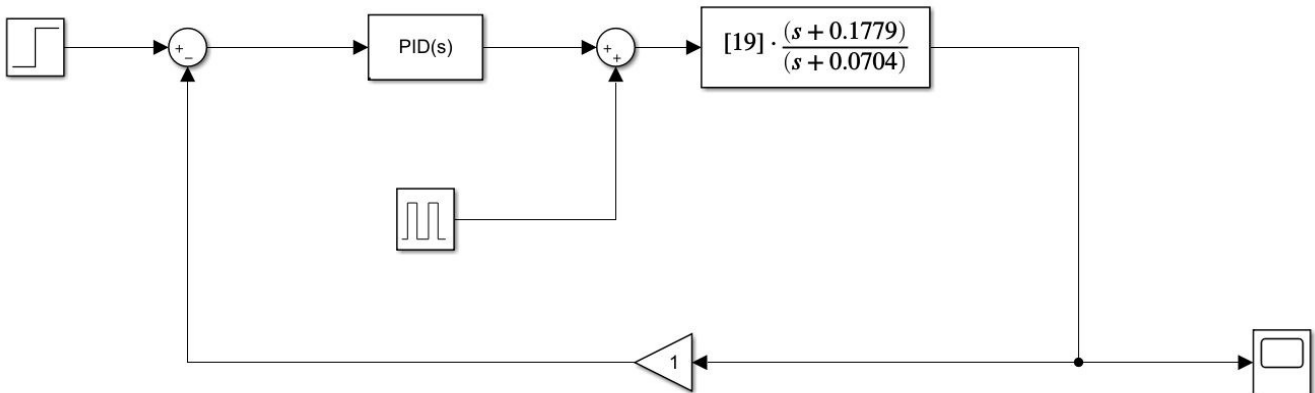 +
−
PID(s)
+
+
[19] · (s + 0.1779)
(s + 0.0704)
1